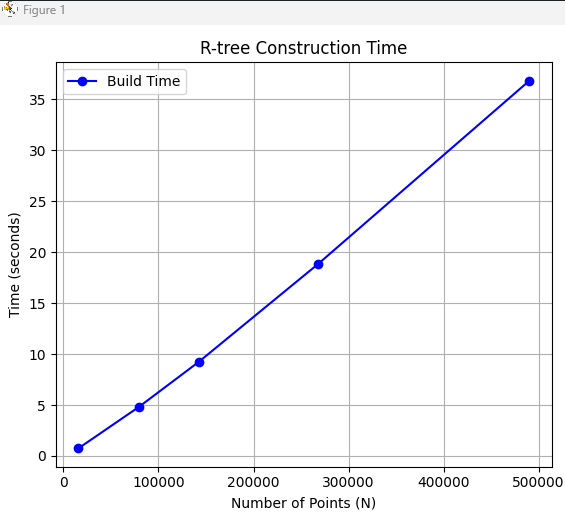 Figure 1
R-tree Construction Time
Build Time
35
30
25
20
15
10
5
0
Time (seconds)
0 100000 200000 300000 400000 500000
Number of Points (N)